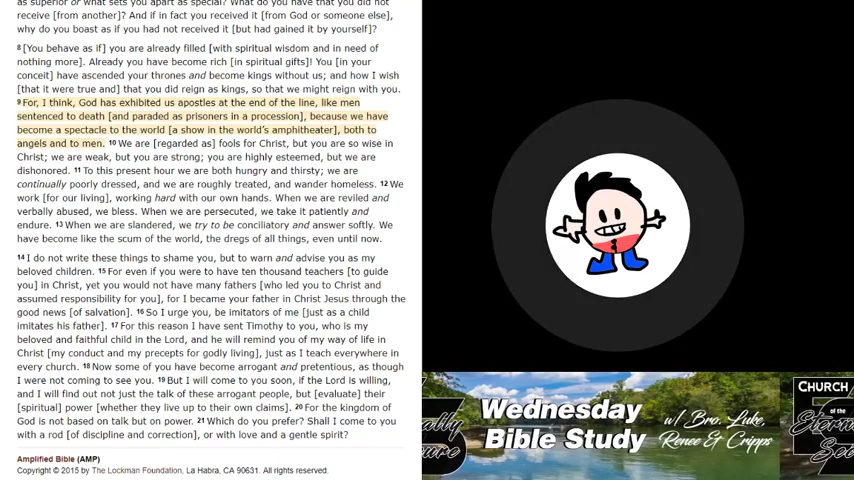 as superior or what sets you apart as special? What do you have that you did not
receive [from another]? And if in fact you received it [from God or someone else],
why do you boast as if you had not received it [but had gained it by yourself]?
8 [You behave as if] you are already filled [with spiritual wisdom and in need of
nothing more]. Already you have become rich [in spiritual gifts]! You [in your
conceit] have ascended your thrones and become kings without us; and how I wish
[that it were true and] that you did reign as kings, so that we might reign with you.
9 For, I think, God has exhibited us apostles at the end of the line, like men
sentenced to death [and paraded as prisoners in a procession], because we have
become a spectacle to the world [a show in the world's amphitheater], both to
angels and to men. 10 We are [regarded as] fools for Christ, but you are so wise in
Christ; we are weak, but you are strong; you are highly esteemed, but we are
dishonored. 11 To this present hour we are both hungry and thirsty; we are
continually poorly dressed, and we are roughly treated, and wander homeless. 12 We
work [for our living], working hard with our own hands. When we are reviled and
verbally abused, we bless. When we are persecuted, we take it patiently and
endure. 13 When we are slandered, we try to be conciliatory and answer softly. We
have become like the scum of the world, the dregs of all things, even until now.
14 I do not write these things to shame you, but to warn and advise you as my
beloved children. 15 For even if you were to have ten thousand teachers [to guide
you] in Christ, yet you would not have many fathers [who led you to Christ and
assumed responsibility for you], for I became your father in Christ Jesus through the
good news [of salvation]. 16 So I urge you, be imitators of me [just as a child
imitates his father]. 17 For this reason I have sent Timothy to you, who is my
beloved and faithful child in the Lord, and he will remind you of my way of life in
Christ [my conduct and my precepts for godly living], just as I teach everywhere in
every church. 18 Now some of you have become arrogant and pretentious, as though
I were not coming to see you. 19 But I will come to you soon, if the Lord is willing,
and I will find out not just the talk of these arrogant people, but [evaluate] their
[spiritual] power [whether they live up to their own claims]. 20 For the kingdom of
God is not based on talk but on power. 21 Which do you prefer? Shall I come to you
with a rod [of discipline and correction], or with love and a gentle spirit?
Amplified Bible (AMP)
Copyright © 2015 by The Lockman Foundation, La Habra, CA 90631. All rights reserved.
Wednesday
Bible Study
w/ Bro. Luke,
Renee & Cripps
CHURCH
of the